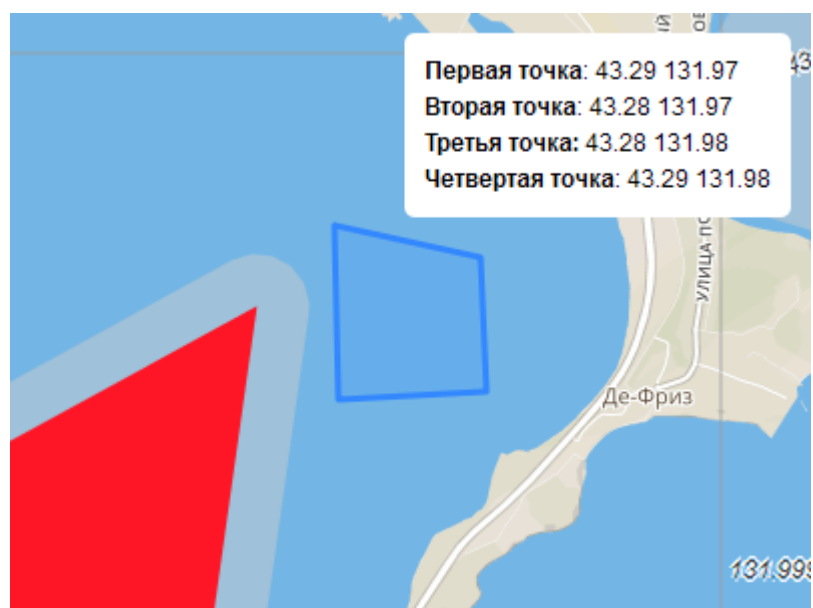 Первая точка: 43.29 131.97
Вторая точка: 43.28 131.97
Третья точка: 43.28 131.98
Четвертая точка: 43.29 131.98
Де-Фриз